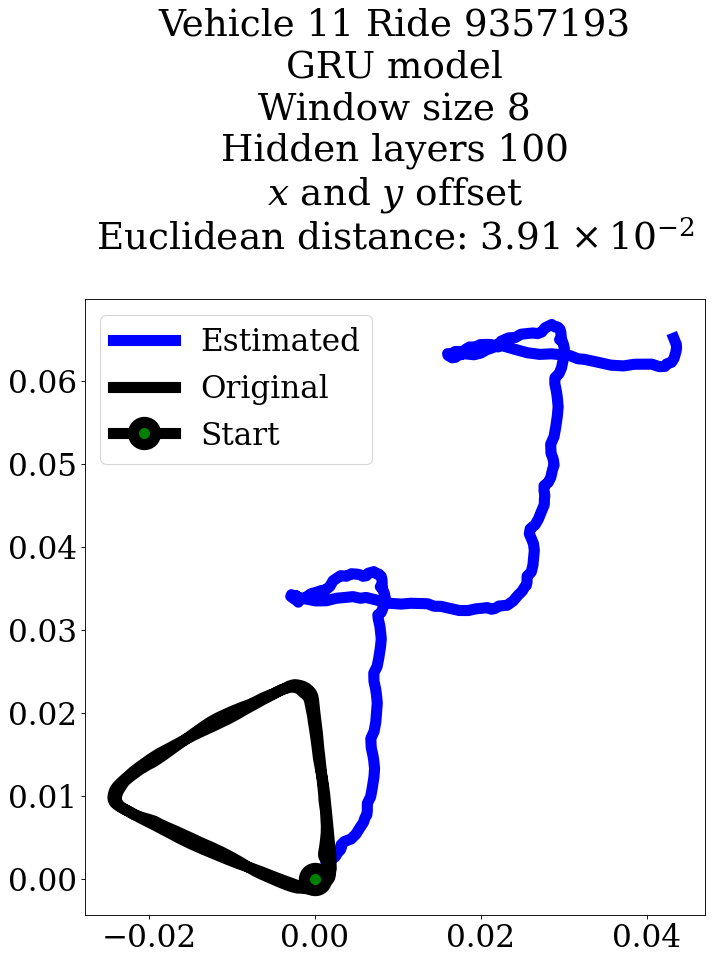 Vehicle 11 Ride 9357193
GRU model
Window size 8
Hidden layers 100
x and y offset
Euclidean distance: 3.91 × 10⁻²
Estimated
Original
Start
0.06
0.05
0.04
0.03
0.02
0.01
0.00
−0.02 0.00 0.02 0.04